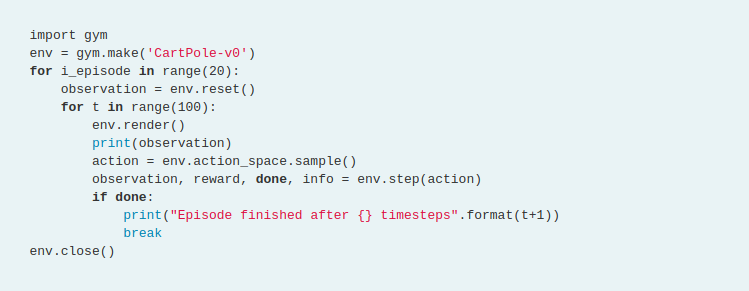 import gym
env = gym.make('CartPole-v0')
for i_episode in range(20):
    observation = env.reset()
    for t in range(100):
        env.render()
        print(observation)
        action = env.action_space.sample()
        observation, reward, done, info = env.step(action)
        if done:
            print("Episode finished after {} timesteps".format(t+1))
            break
env.close()